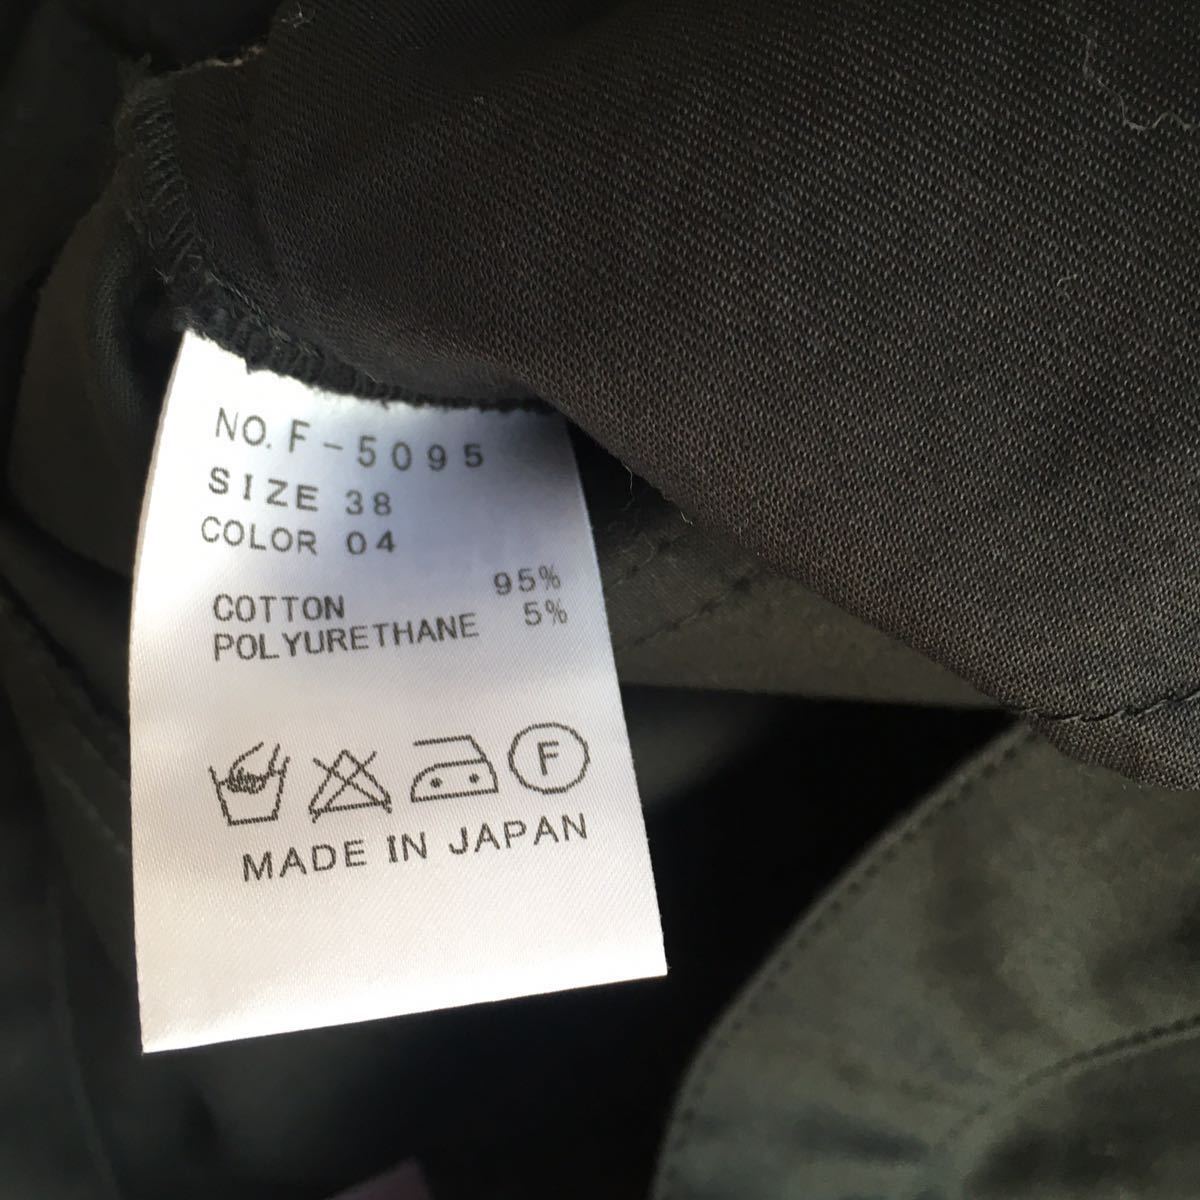 NO. F-5095
SIZE 38
COLOR 04
COTTON 95%
POLYURETHANE 5%
F
MADE IN JAPAN